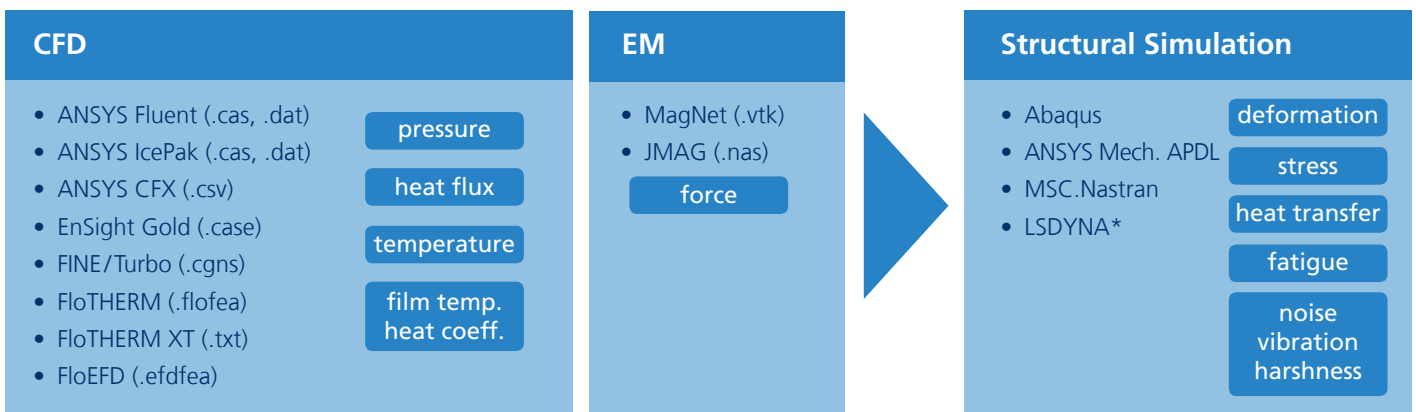 CFD
• ANSYS Fluent (.cas, .dat)
• ANSYS IcePak (.cas, .dat)
• ANSYS CFX (.csv)
• EnSight Gold (.case)
• FINE/Turbo (.cgns)
• FloTHERM (.flofea)
• FloTHERM XT (.txt)
• FloEFD (.efdfea)
pressure
heat flux
temperature
film temp.
heat coeff.
EM
• MagNet (.vtk)
• JMAG (.nas)
force
Structural Simulation
• Abaqus
• ANSYS Mech. APDL
• MSC.Nastran
• LSDYNA*
deformation
stress
heat transfer
fatigue
noise
vibration
harshness